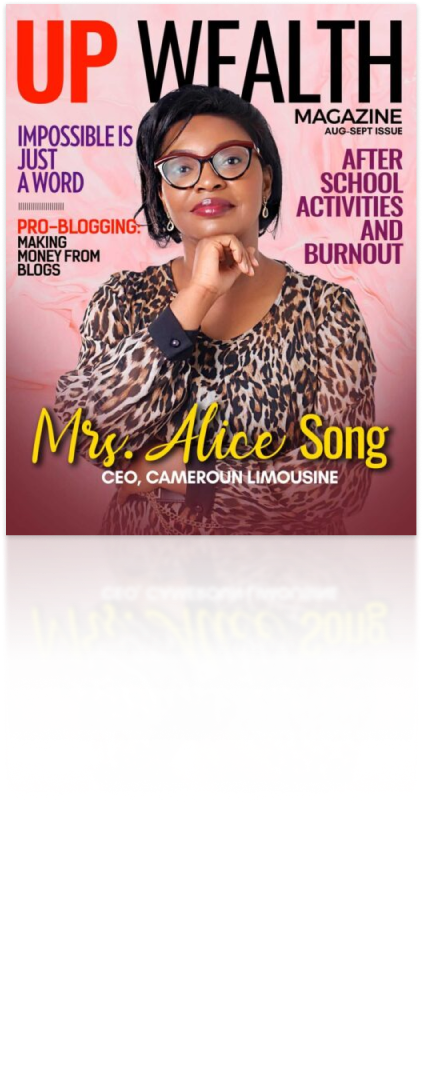 UP WEALTH
MAGAZINE
AUG-SEPT ISSUE
IMPOSSIBLE IS
JUST
A WORD
PRO-BLOGGING:
MAKING
MONEY FROM
BLOGS
AFTER
SCHOOL
ACTIVITIES
AND
BURNOUT
Mrs. Alice Song
CEO, CAMEROUN LIMOUSINE